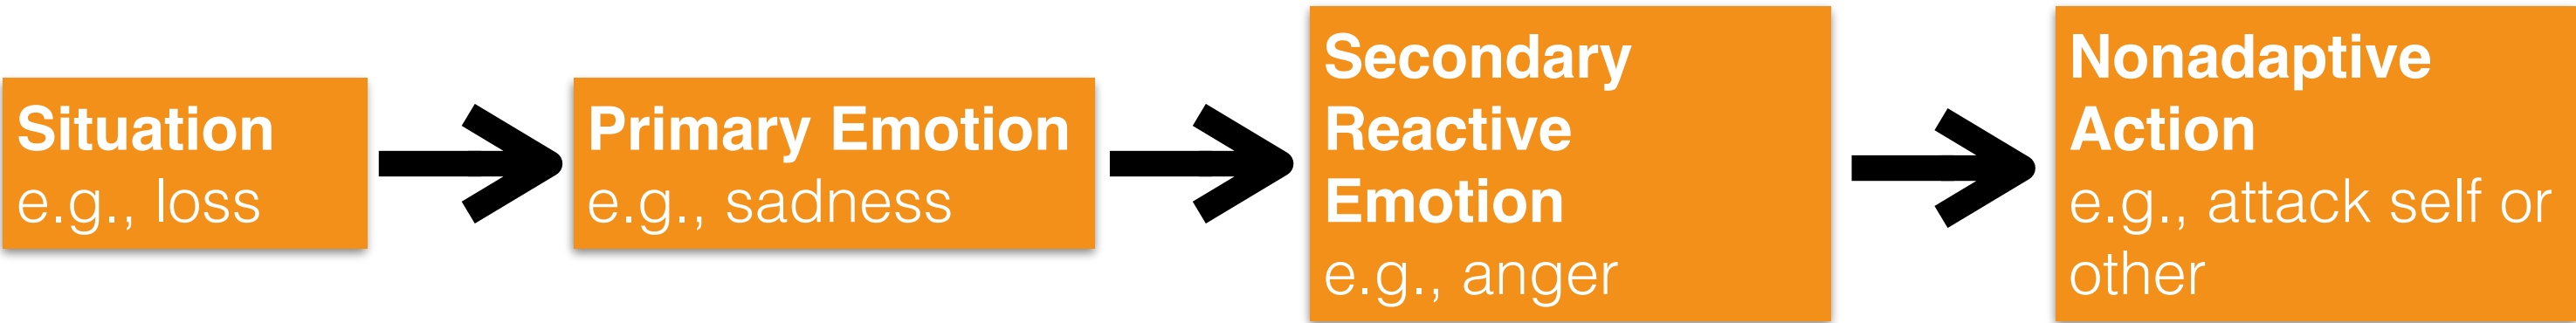 Situation
e.g., loss
Primary Emotion
e.g., sadness
Secondary
Reactive
Emotion
e.g., anger
Nonadaptive
Action
e.g., attack self or
other